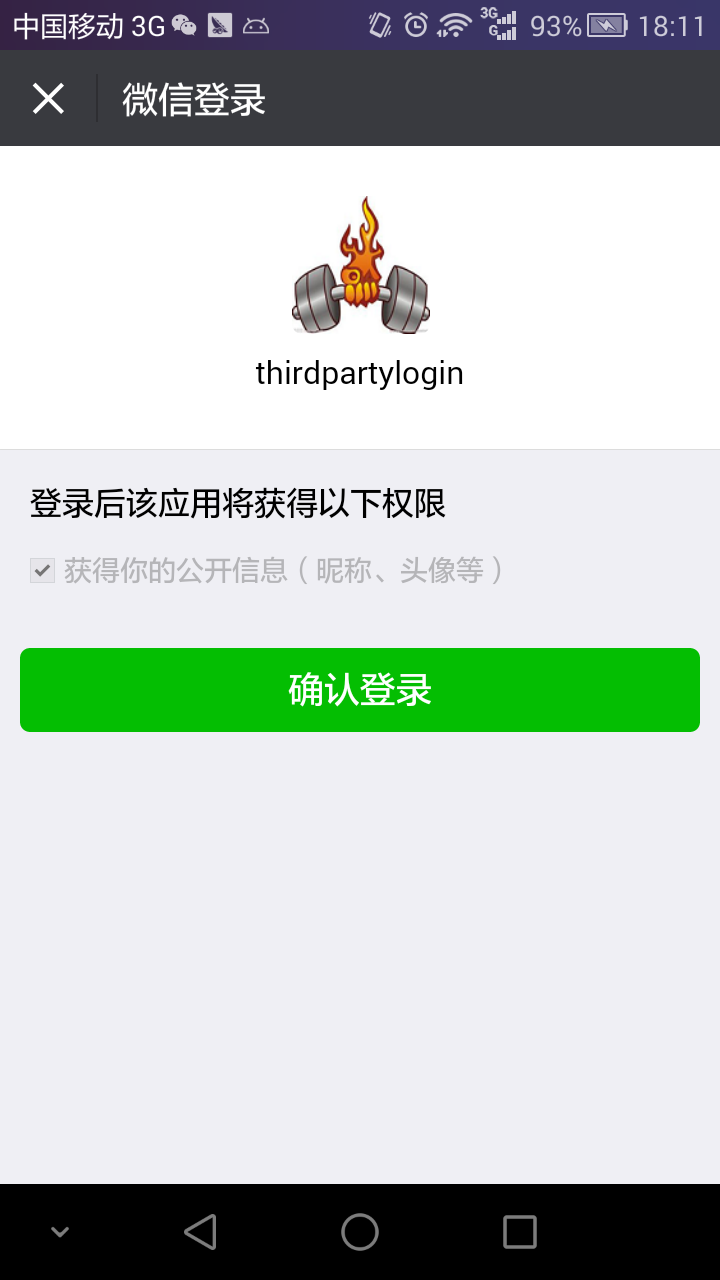 中国移动 3G 3G G 93% 18:11
微信登录
thirdpartylogin
登录后该应用将获得以下权限
获得你的公开信息（昵称、头像等）
确认登录